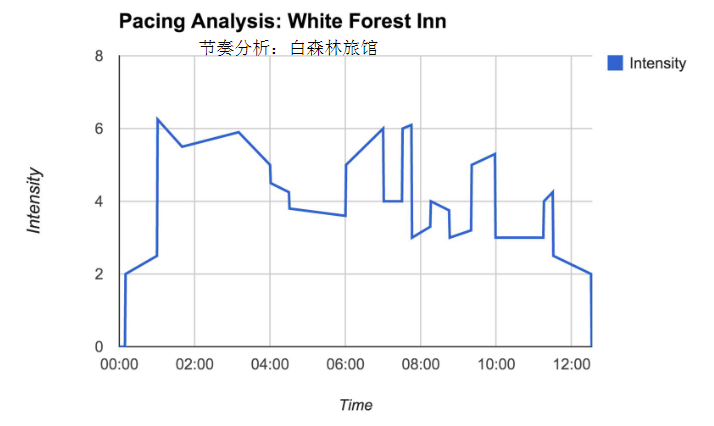 Pacing Analysis: White Forest Inn
节奏分析：白森林旅馆
8
Intensity
6
4
2
0
Intensity
00:00 02:00 04:00 06:00 08:00 10:00 12:00
Time